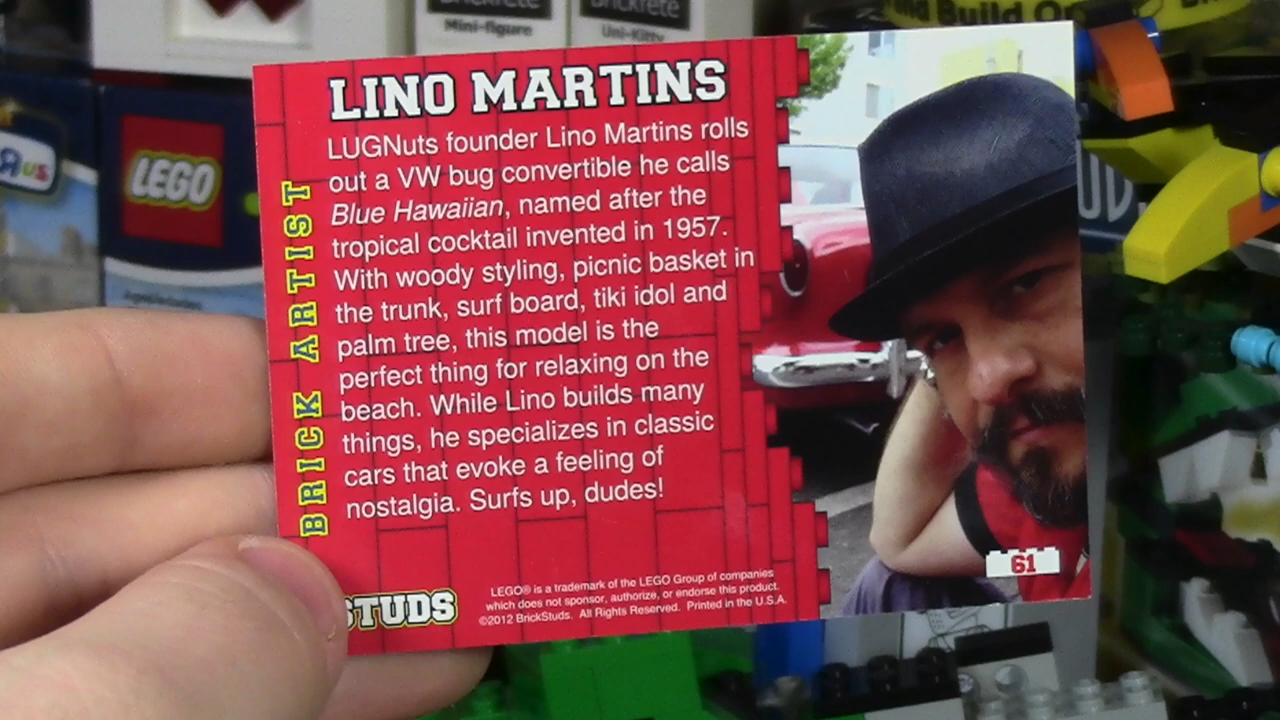 Mini-figure
Uni-Kitty
Build
R
US
LEGO
LINO MARTINS
LUGNuts founder Lino Martins rolls
out a VW bug convertible he calls
Blue Hawaiian, named after the
tropical cocktail invented in 1957.
With woody styling, picnic basket in
the trunk, surf board, tiki idol and
palm tree, this model is the
perfect thing for relaxing on the
beach. While Lino builds many
things, he specializes in classic
cars that evoke a feeling of
nostalgia. Surfs up, dudes!
BRICK ARTIST
STUDS
LEGO® is a trademark of the LEGO Group of companies
which does not sponsor, authorize, or endorse this product.
©2012 BrickStuds. All Rights Reserved. Printed in the U.S.A.
61